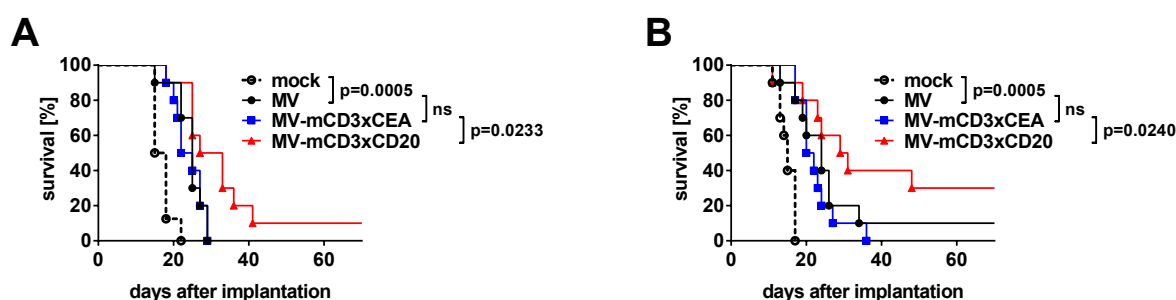 A
survival [%]
100
80
60
40
20
0
0 20 40 60
days after implantation
mock
MV
MV-mCD3xCEA
MV-mCD3xCD20
p=0.0005
ns
p=0.0233
B
survival [%]
100
80
60
40
20
0
0 20 40 60
days after implantation
mock
MV
MV-mCD3xCEA
MV-mCD3xCD20
p=0.0005
ns
p=0.0240